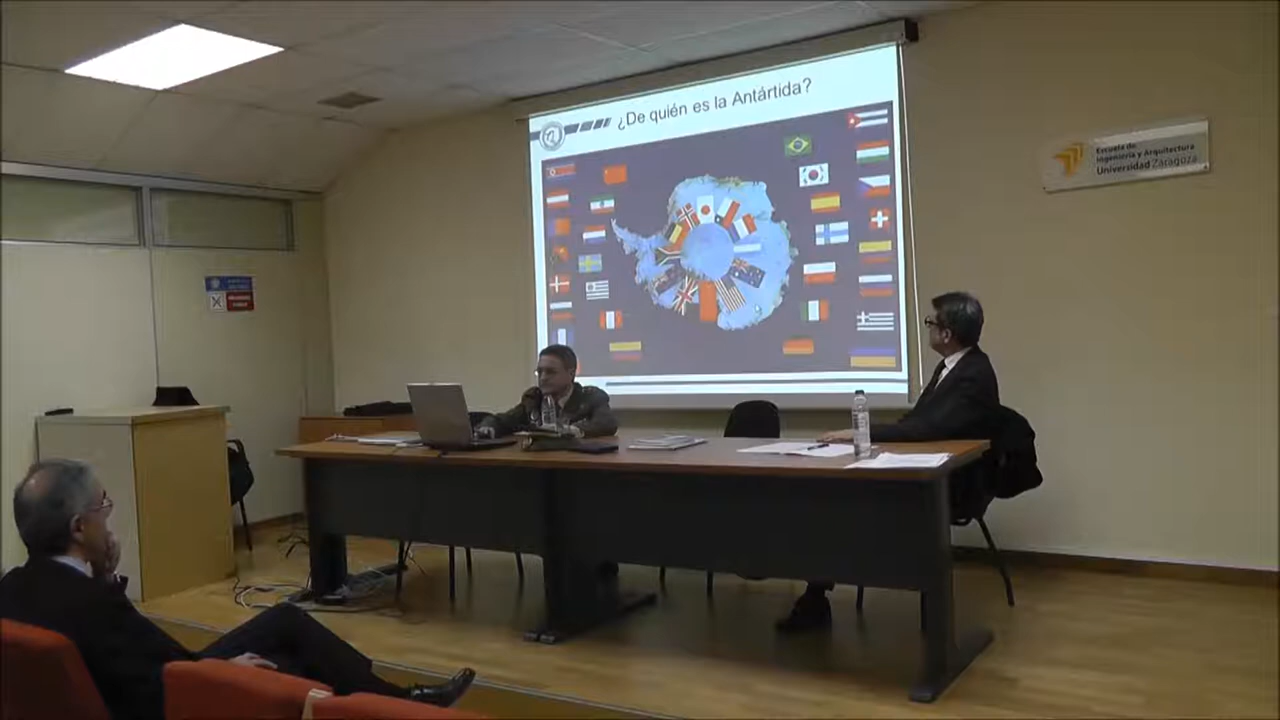 ¿De quién es la Antártida?
Escuela de
Ingeniería y Arquitectura
Universidad Zaragoza